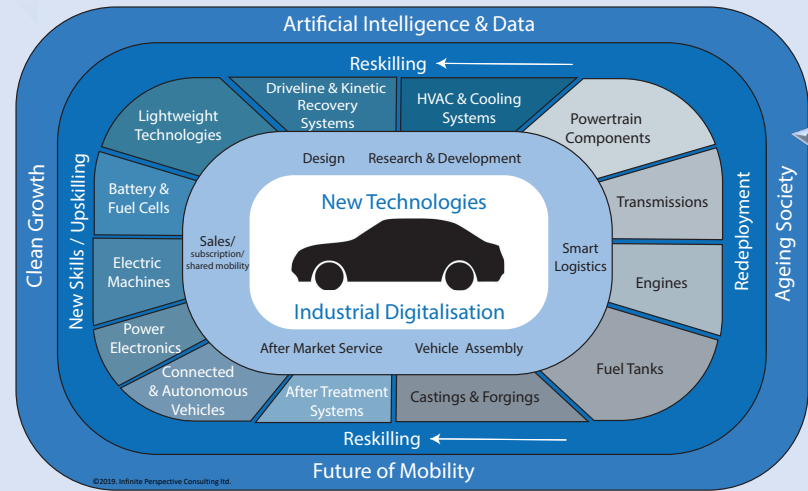 Artificial Intelligence & Data
Reskilling
Driveline & Kinetic
Recovery
Systems
HVAC & Cooling
Systems
Lightweight
Technologies
Powertrain
Components
Design
Research & Development
Clean Growth
New Skills / Upskilling
Battery &
Fuel Cells
New Technologies
Transmissions
Redeployment
Ageing Society
Sales/
subscription/
shared mobility
Smart
Logistics
Electric
Machines
Engines
Industrial Digitalisation
Power
Electronics
After Market Service
Vehicle Assembly
Fuel Tanks
Connected
& Autonomous
Vehicles
After Treatment
Systems
Castings & Forgings
Reskilling
Future of Mobility
©2019. Infinite Perspective Consulting ltd.